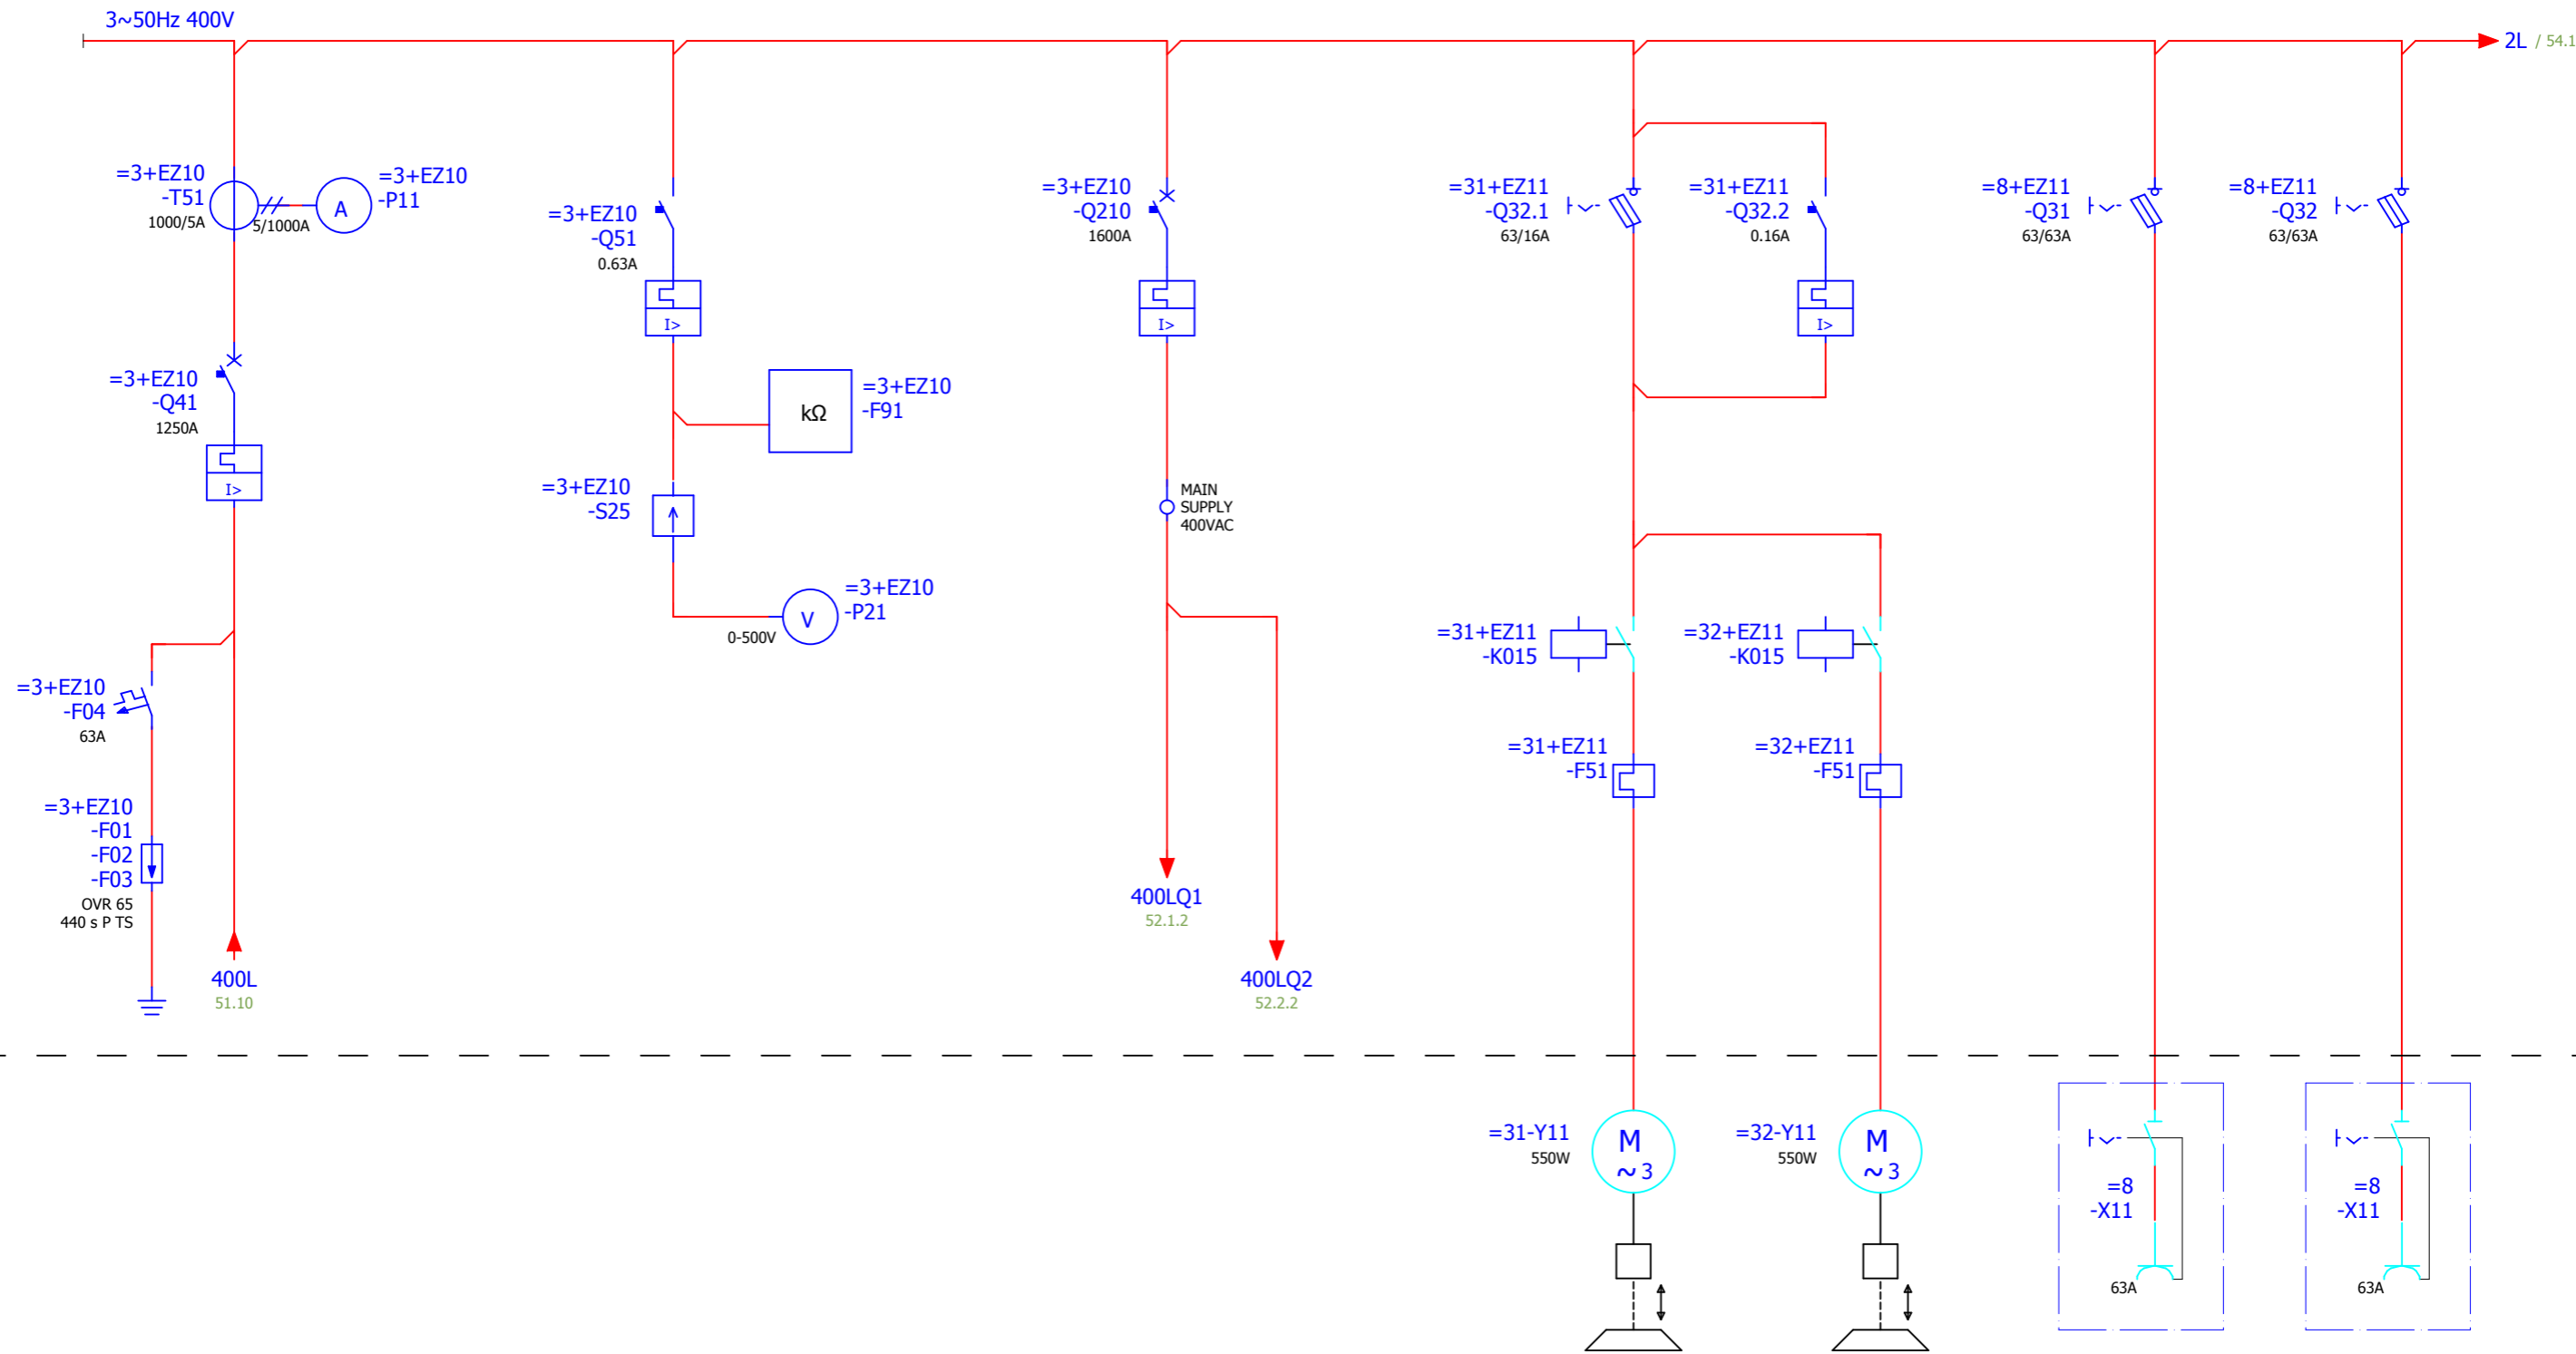 3~50Hz 400V
2L / 54.1
=3+EZ10
-T51
1000/5A
5/1000A
A
=3+EZ10
-P11
=3+EZ10
-Q41
1250A
I>
=3+EZ10
-F04
63A
=3+EZ10
-F01
-F02
-F03
OVR 65
440 s P TS
400L
51.10
=3+EZ10
-Q51
0.63A
I>
kΩ
=3+EZ10
-F91
=3+EZ10
-S25
0-500V
V
=3+EZ10
-P21
=3+EZ10
-Q210
1600A
I>
MAIN
SUPPLY
400VAC
400LQ1
52.1.2
400LQ2
52.2.2
=31+EZ11
-Q32.1
63/16A
=31+EZ11
-Q32.2
0.16A
I>
=31+EZ11
-K015
=32+EZ11
-K015
=31+EZ11
-F51
=32+EZ11
-F51
=31-Y11
550W
M
~3
=32-Y11
550W
M
~3
=8+EZ11
-Q31
63/63A
=8+EZ11
-Q32
63/63A
=8
-X11
63A
=8
-X11
63A